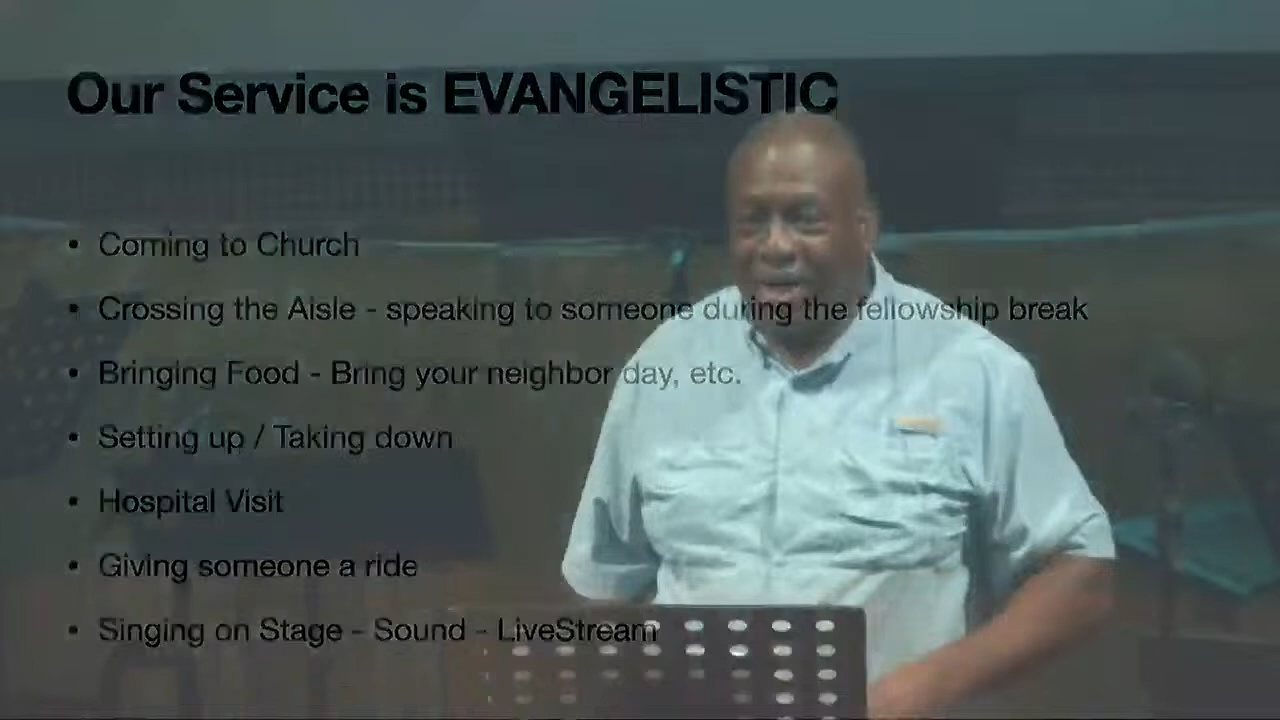 Our Service is EVANGELISTIC
• Coming to Church
• Crossing the Aisle - speaking to someone during the fellowship break
• Bringing Food - Bring your neighbor day, etc.
• Setting up / Taking down
• Hospital Visit
• Giving someone a ride
• Singing on Stage - Sound - LiveStream